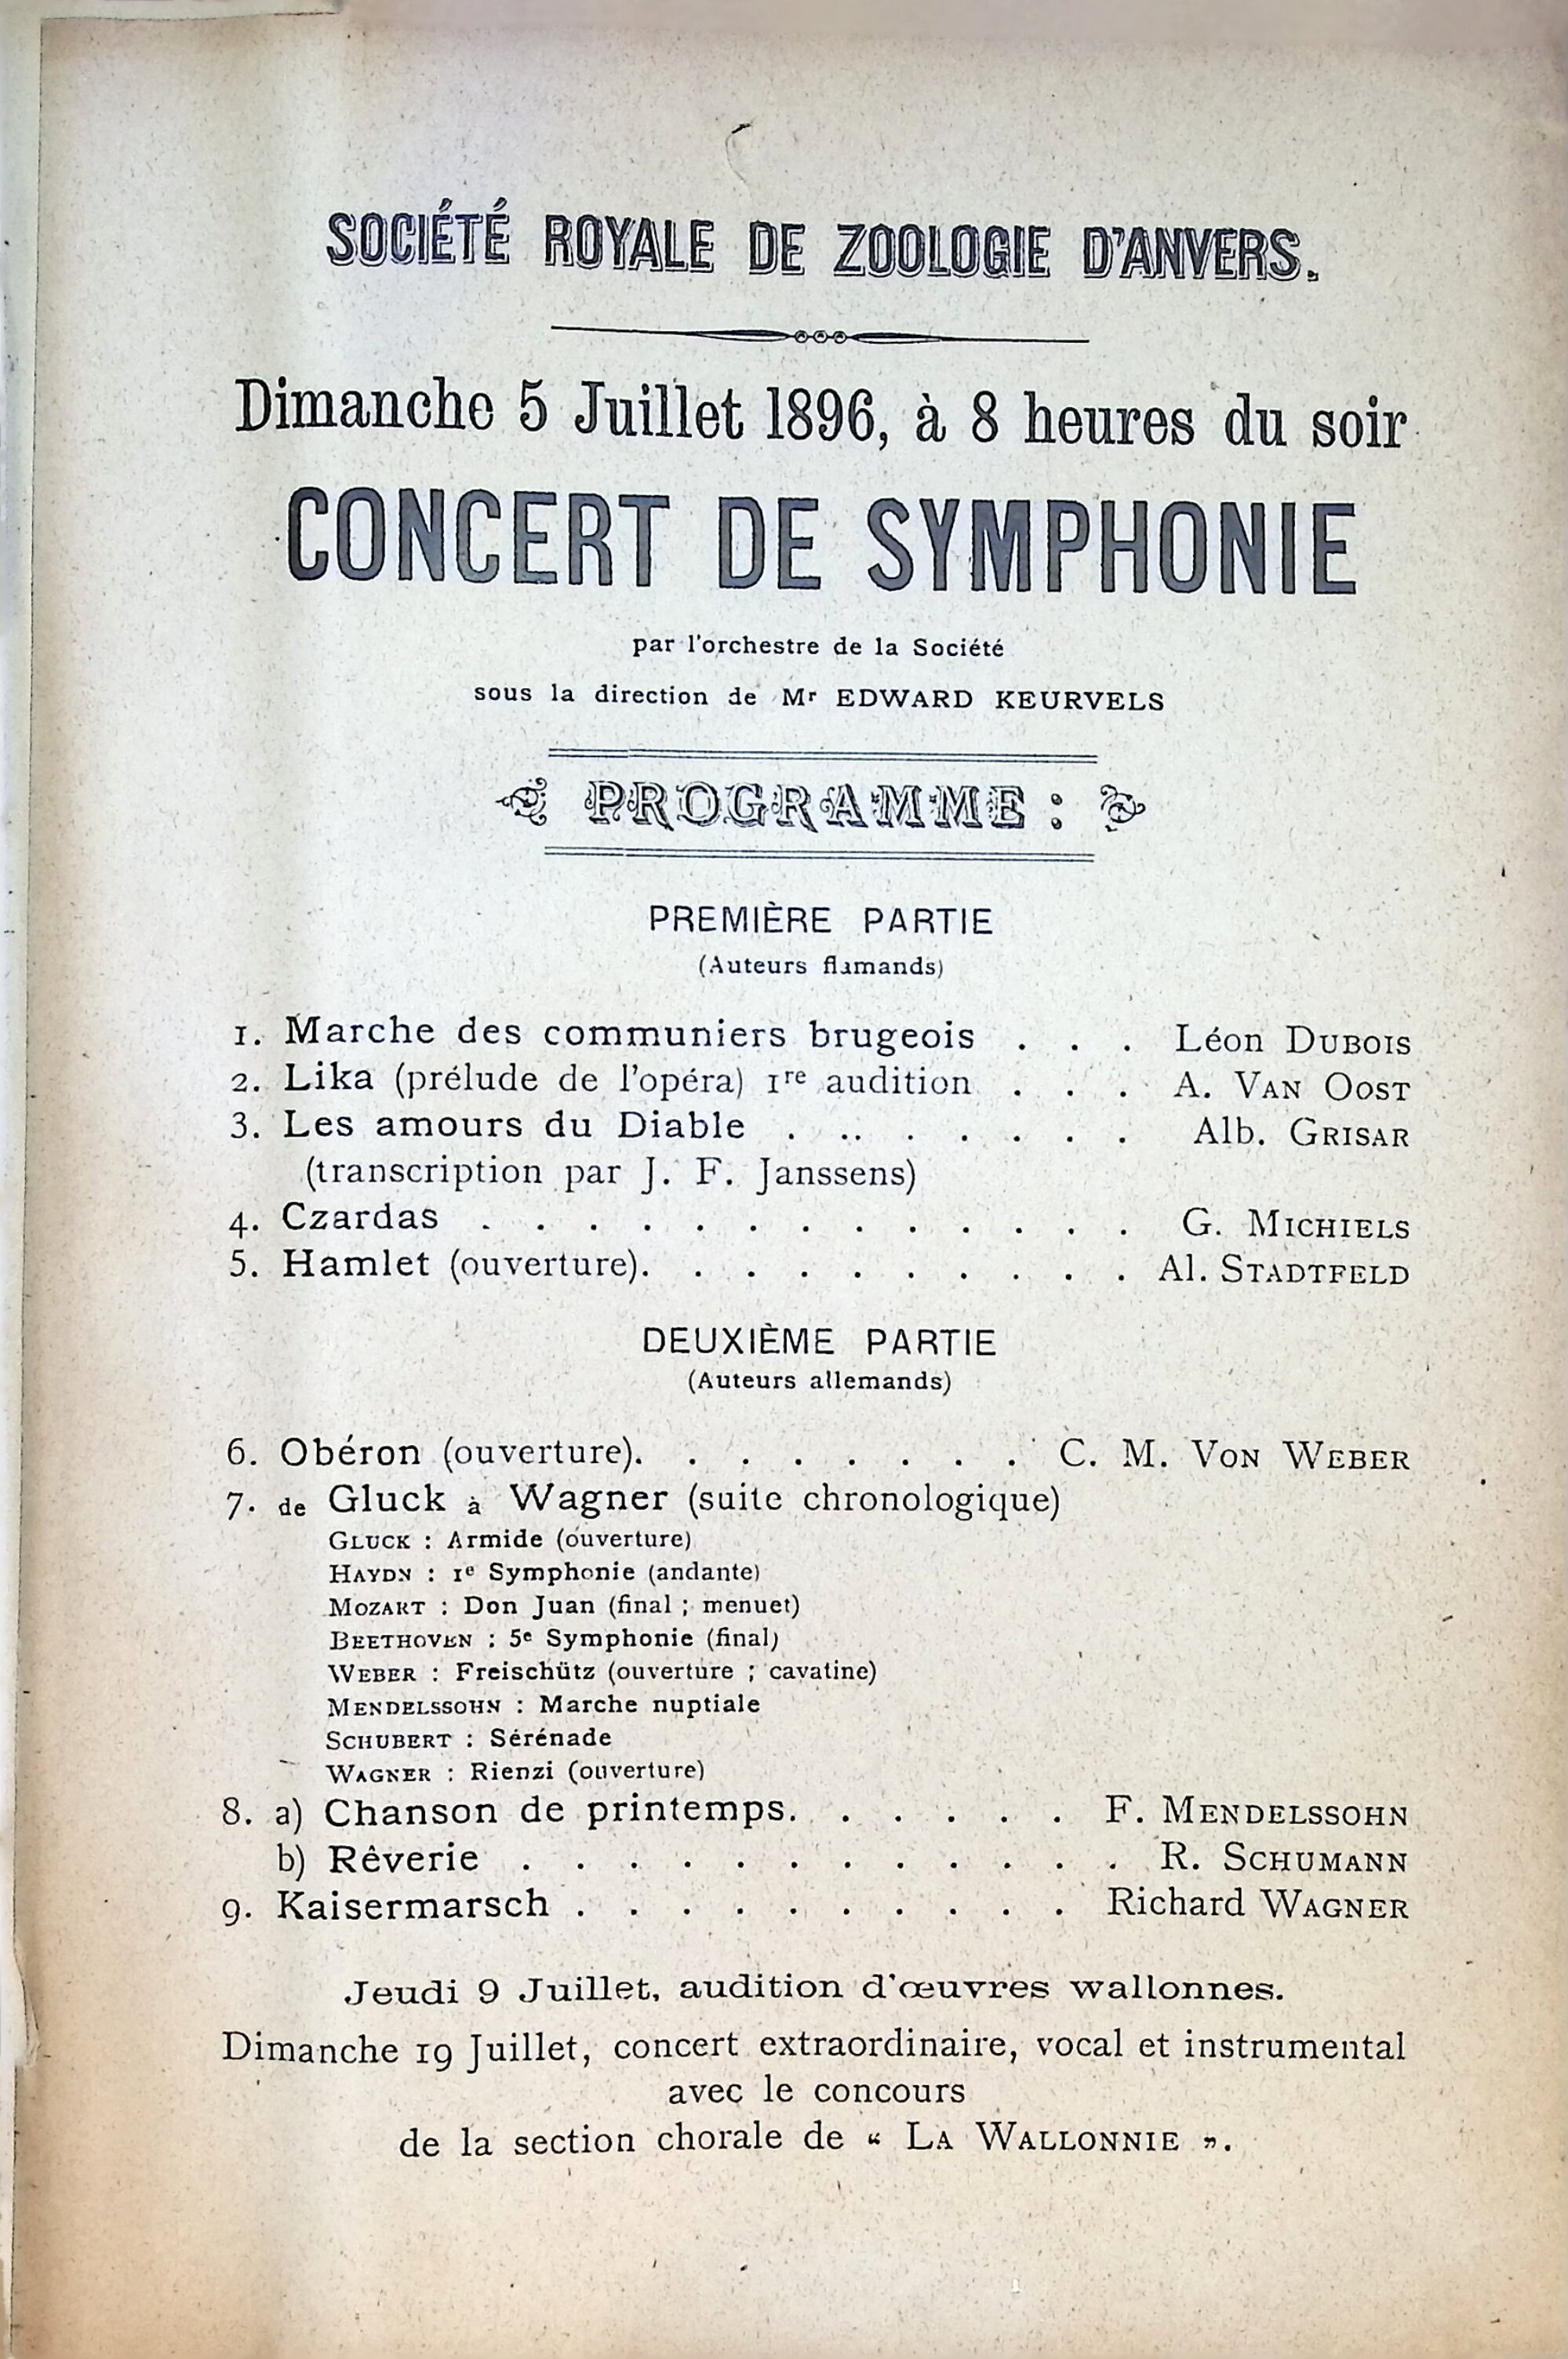 SOCIÉTÉ ROYALE DE ZOOLOGIE D'ANVERS.
Dimanche 5 Juillet 1896, à 8 heures du soir
CONCERT DE SYMPHONIE
par l'orchestre de la Société
sous la direction de Mr EDWARD KEURVELS
PROGRAMME :
PREMIÈRE PARTIE
(Auteurs flamands)
1. Marche des communiers brugeois . . . Léon DUBOIS
2. Lika (prélude de l'opéra) 1re audition . . . A. VAN OOST
3. Les amours du Diable . .. . . . . . Alb. GRISAR
(transcription par J. F. Janssens)
4. Czardas . . . . . . . . . . . . . G. MICHIELS
5. Hamlet (ouverture). . . . . . . . . . Al. STADTFELD
DEUXIÈME PARTIE
(Auteurs allemands)
6. Obéron (ouverture). . . . . . . . C. M. VON WEBER
7. de Gluck à Wagner (suite chronologique)
GLUCK : Armide (ouverture)
HAYDN : 1e Symphonie (andante)
MOZART : Don Juan (final ; menuet)
BEETHOVEN : 5e Symphonie (final)
WEBER : Freischütz (ouverture ; cavatine)
MENDELSSOHN : Marche nuptiale
SCHUBERT : Sérénade
WAGNER : Rienzi (ouverture)
8. a) Chanson de printemps. . . . . . F. MENDELSSOHN
b) Rêverie . . . . . . . . . . . . R. SCHUMANN
9. Kaisermarsch . . . . . . . . . . Richard WAGNER
Jeudi 9 Juillet, audition d'œuvres wallonnes.
Dimanche 19 Juillet, concert extraordinaire, vocal et instrumental
avec le concours
de la section chorale de “ LA WALLONNIE ”.